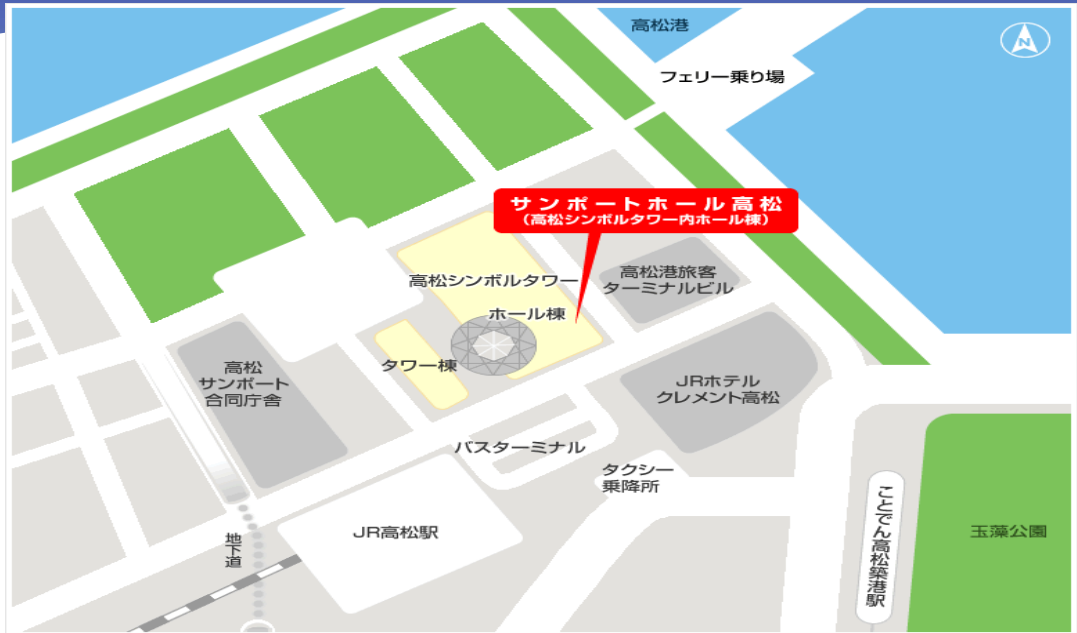 高松港
N
フェリー乗り場
サンポートホール高松
(高松シンボルタワー内ホール棟)
高松港旅客
ターミナルビル
高松シンボルタワー
ホール棟
タワー棟
高松
サンポート
合同庁舎
JRホテル
クレメント高松
バスターミナル
タクシー
乗降所
JR高松駅
地下道
ことでん高松築港駅
玉藻公園